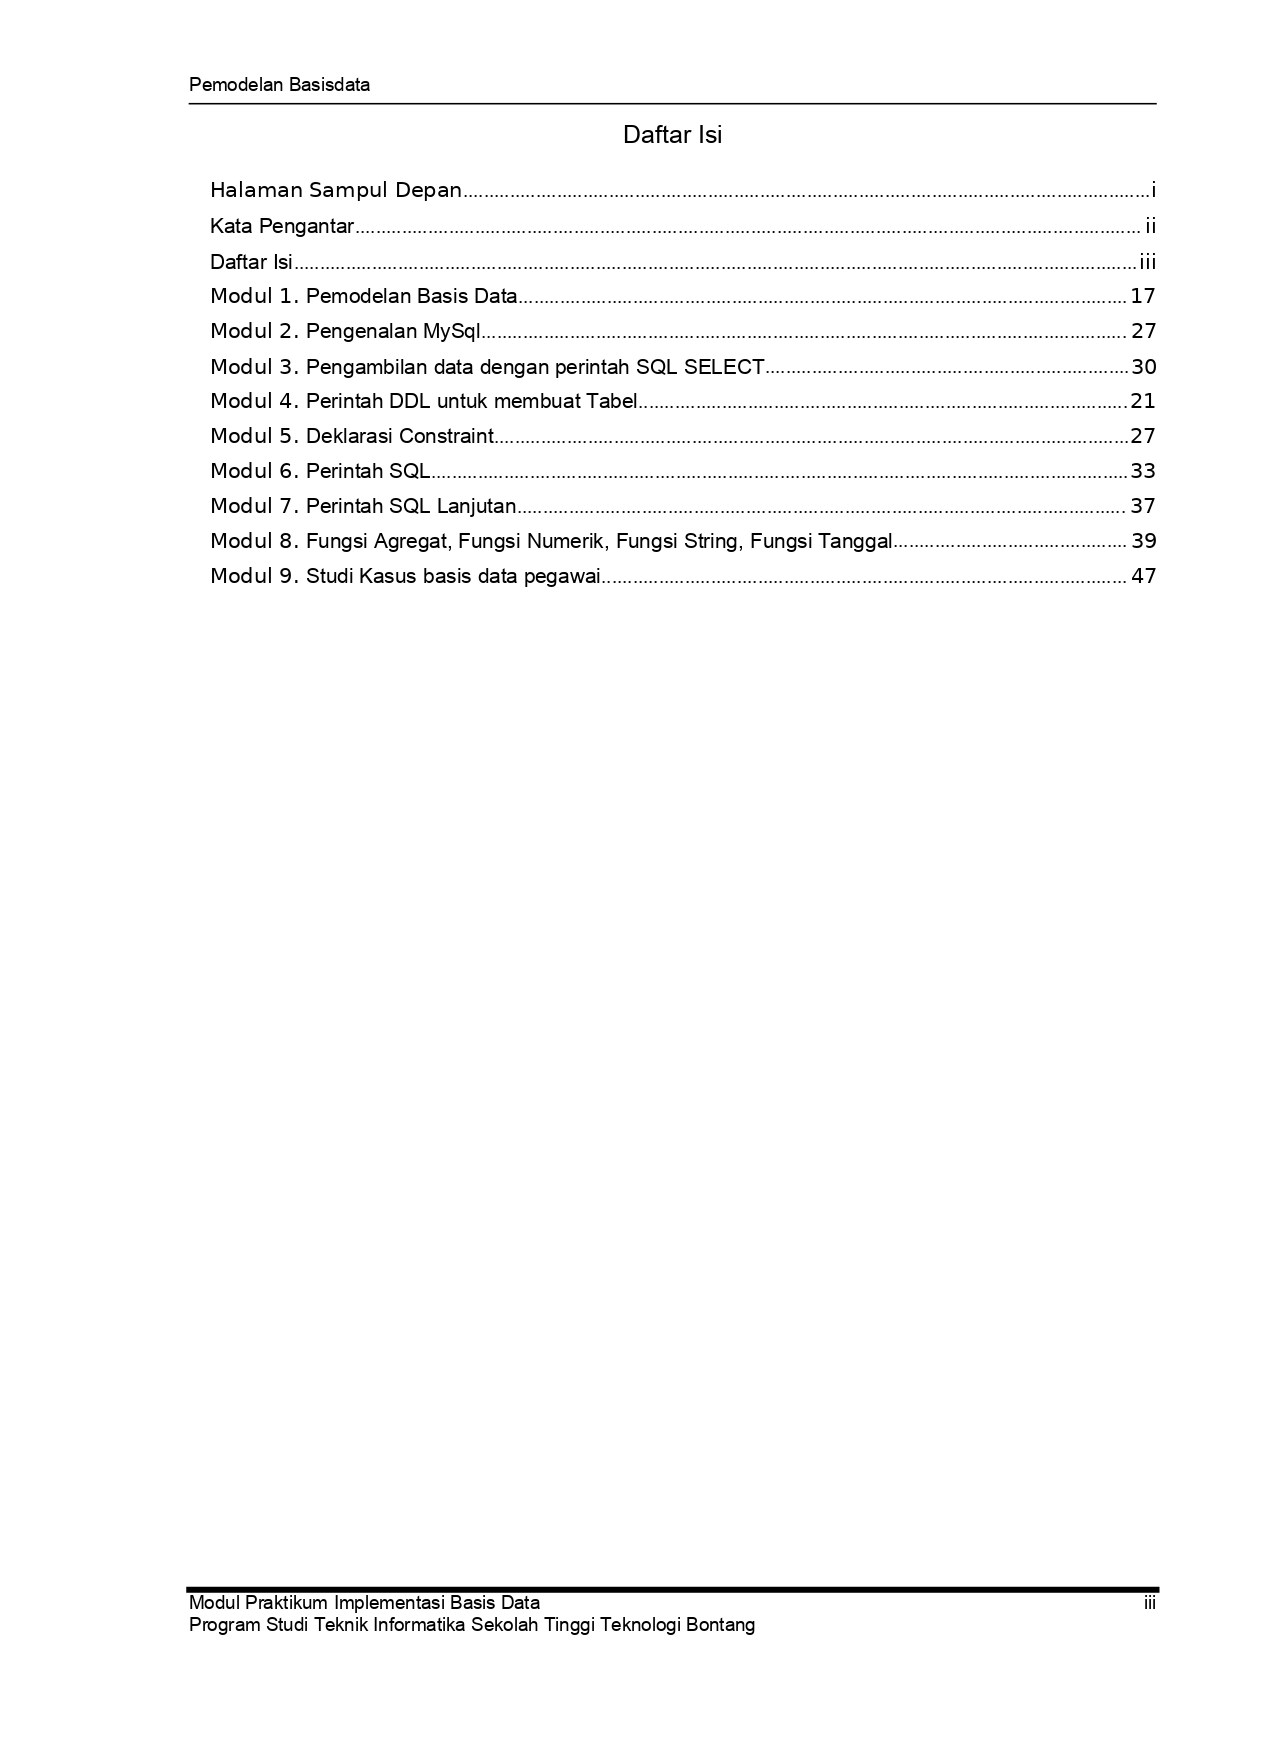 Pemodelan Basisdata
Daftar Isi
Halaman Sampul Depan....................................................................................................................................i
Kata Pengantar....................................................................................................................................................... ii
Daftar Isi..................................................................................................................................................................iii
Modul 1. Pemodelan Basis Data..................................................................................................................... 17
Modul 2. Pengenalan MySql............................................................................................................................ 27
Modul 3. Pengambilan data dengan perintah SQL SELECT......................................................................30
Modul 4. Perintah DDL untuk membuat Tabel..............................................................................................21
Modul 5. Deklarasi Constraint..........................................................................................................................27
Modul 6. Perintah SQL...................................................................................................................................... 33
Modul 7. Perintah SQL Lanjutan..................................................................................................................... 37
Modul 8. Fungsi Agregat, Fungsi Numerik, Fungsi String, Fungsi Tanggal............................................. 39
Modul 9. Studi Kasus basis data pegawai..................................................................................................... 47
Modul Praktikum Implementasi Basis Data iii
Program Studi Teknik Informatika Sekolah Tinggi Teknologi Bontang